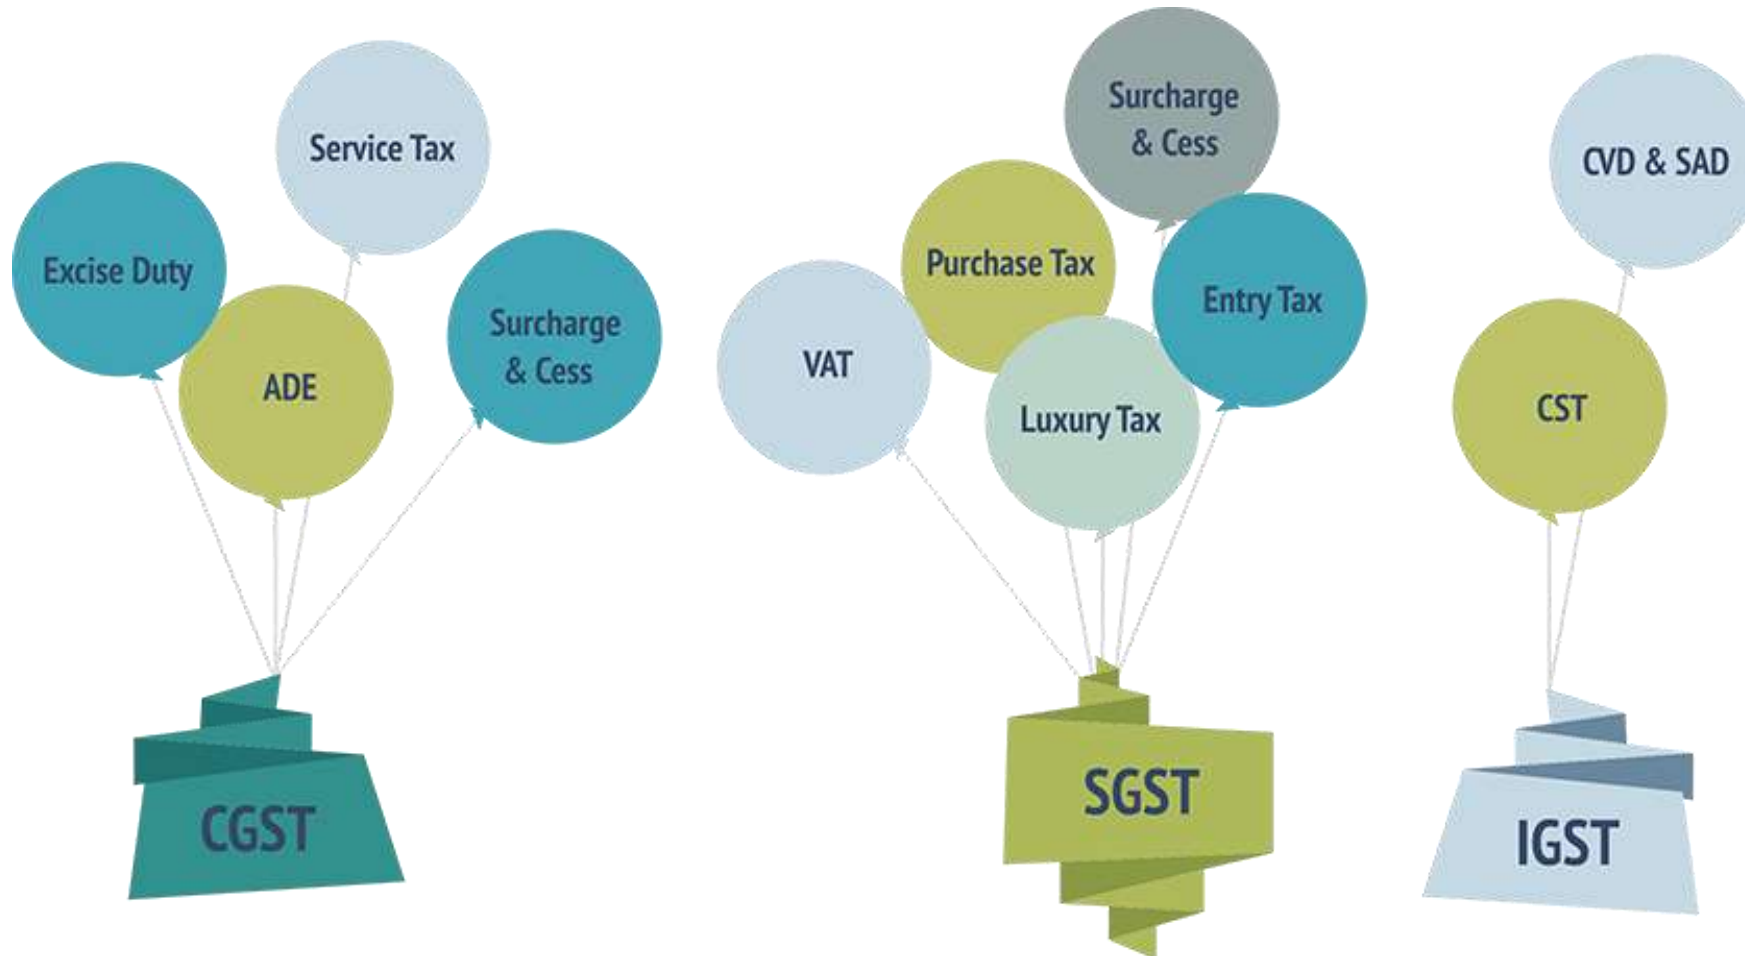 Service Tax
Excise Duty
ADE
Surcharge
& Cess
CGST
Surcharge
& Cess
Purchase Tax
Entry Tax
VAT
Luxury Tax
SGST
CVD & SAD
CST
IGST